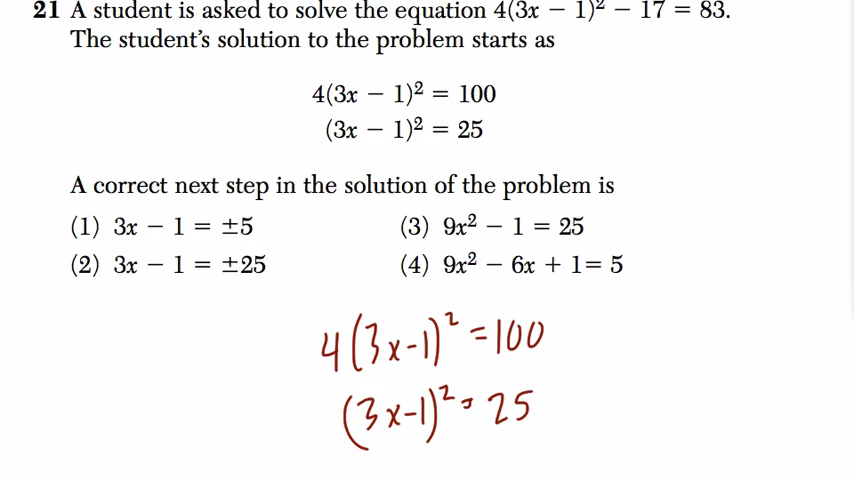 21 A student is asked to solve the equation 4(3x − 1)² − 17 = 83.
The student's solution to the problem starts as
4(3x − 1)² = 100
(3x − 1)² = 25
A correct next step in the solution of the problem is
(1) 3x − 1 = ±5 (3) 9x² − 1 = 25
(2) 3x − 1 = ±25 (4) 9x² − 6x + 1= 5
4(3x-1)² = 100
(3x-1)² = 25